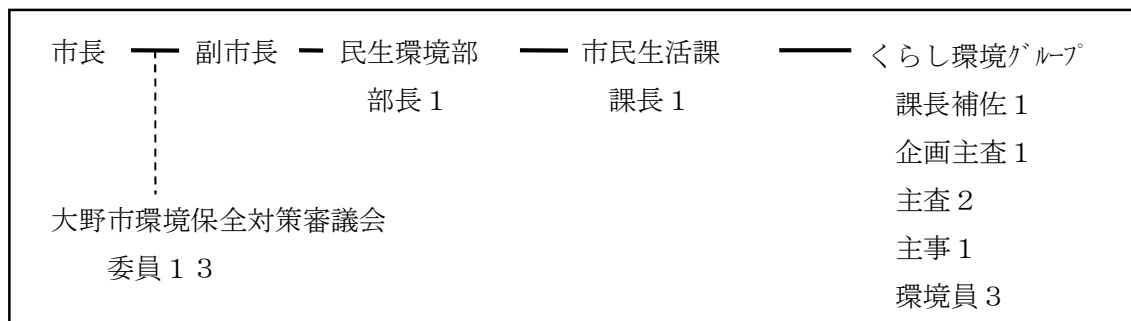 市長 副市長 民生環境部 市民生活課 くらし環境ｸﾞﾙｰﾌﾟ
部長１ 課長１ 課長補佐１
企画主査１
主査２
大野市環境保全対策審議会
主事１
委員１３
環境員３